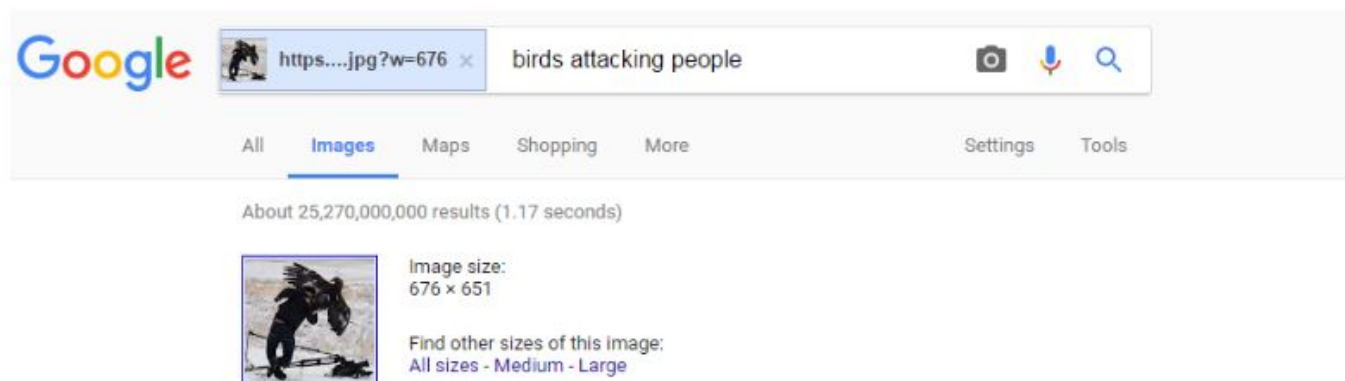 Google https....jpg?w=676 × birds attacking people
All Images Maps Shopping More Settings Tools
About 25,270,000,000 results (1.17 seconds)
Image size:
676 × 651
Find other sizes of this image:
All sizes - Medium - Large